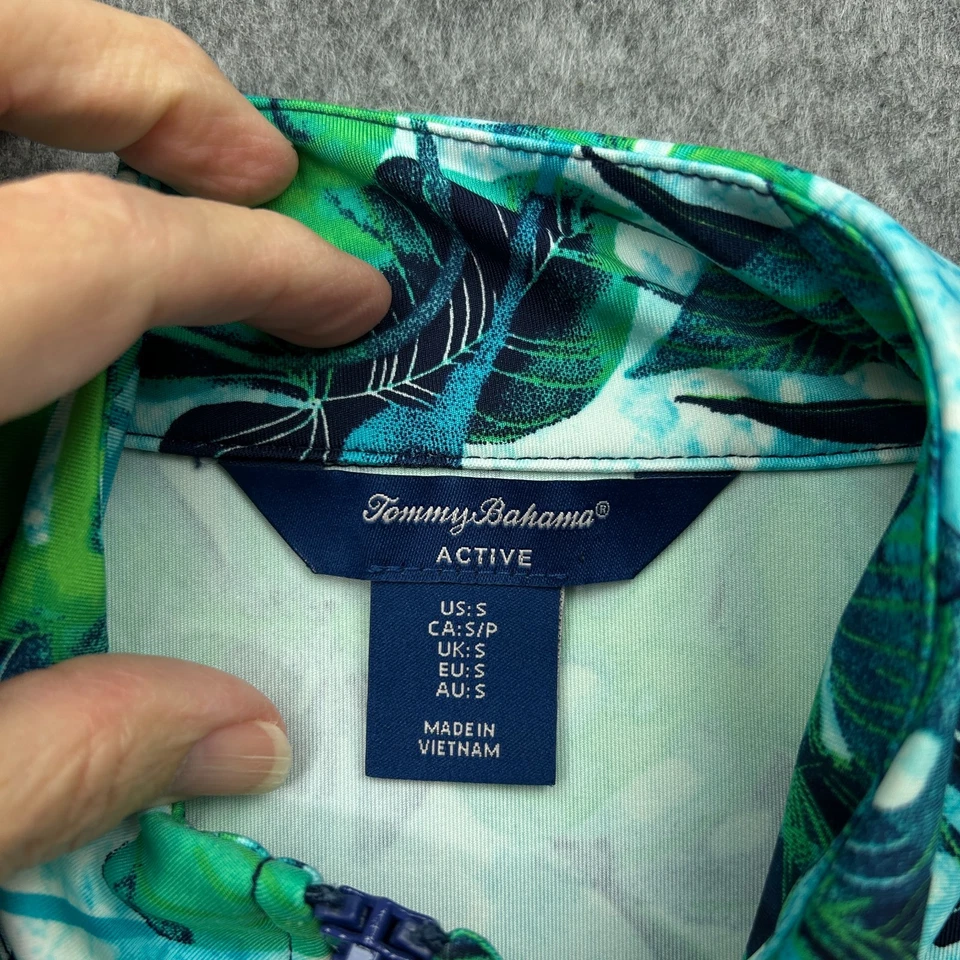 Tommy Bahama®
ACTIVE
US: S
CA: S/P
UK: S
EU: S
AU: S
MADE IN
VIETNAM